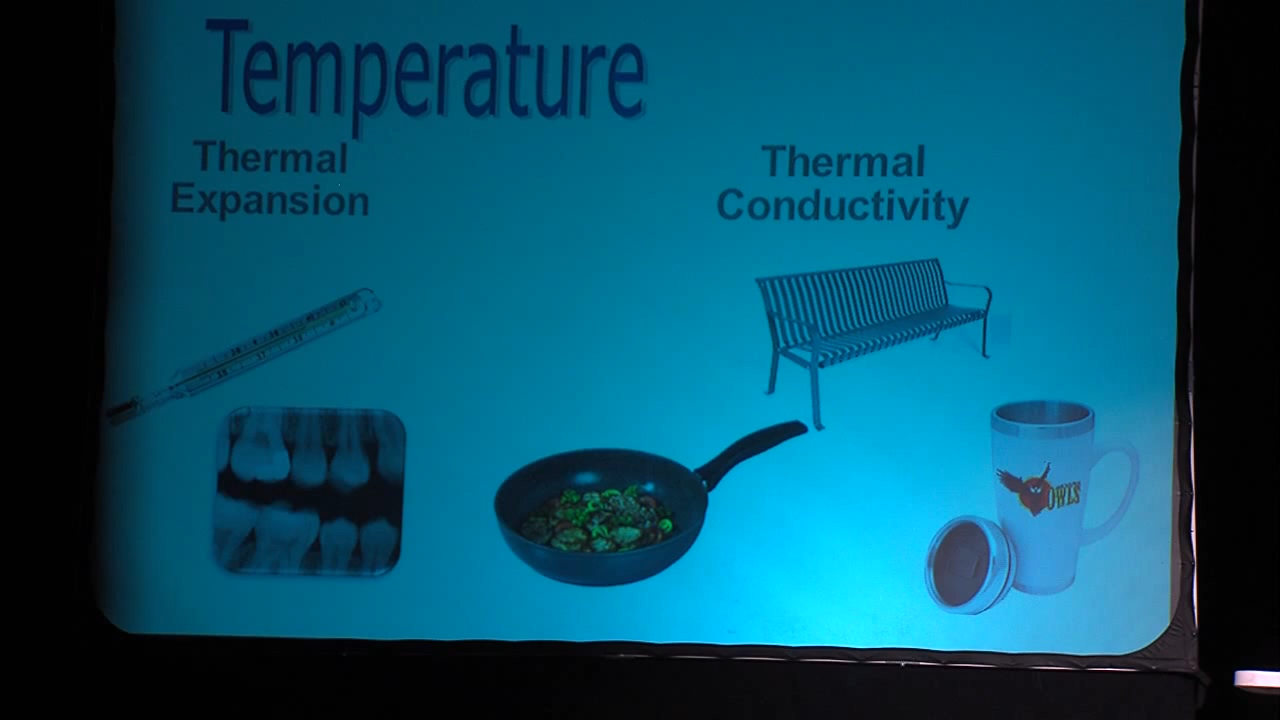 Temperature
Thermal
Expansion
Thermal
Conductivity
OWLS